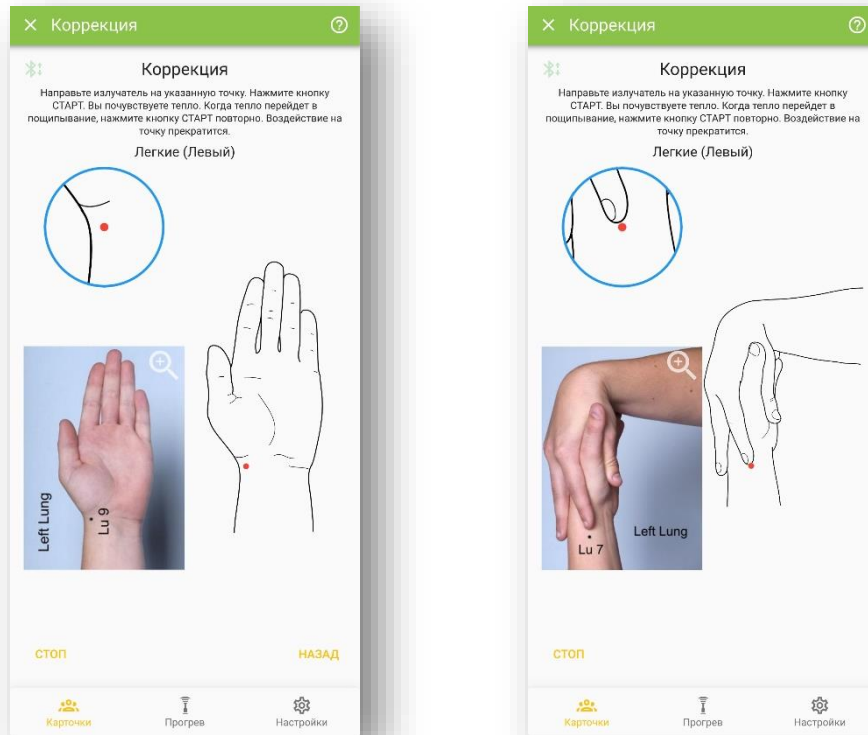 Коррекция
Коррекция
Направьте излучатель на указанную точку. Нажмите кнопку
СТАРТ. Вы почувствуете тепло. Когда тепло перейдет в
пощипывание, нажмите кнопку СТАРТ повторно. Воздействие на
точку прекратится.
Легкие (Левый)
Left Lung
Lu 9
СТОП
НАЗАД
Карточки
Прогрев
Настройки
Коррекция
Коррекция
Направьте излучатель на указанную точку. Нажмите кнопку
СТАРТ. Вы почувствуете тепло. Когда тепло перейдет в
пощипывание, нажмите кнопку СТАРТ повторно. Воздействие на
точку прекратится.
Легкие (Левый)
Left Lung
Lu 7
СТОП
Карточки
Прогрев
Настройки